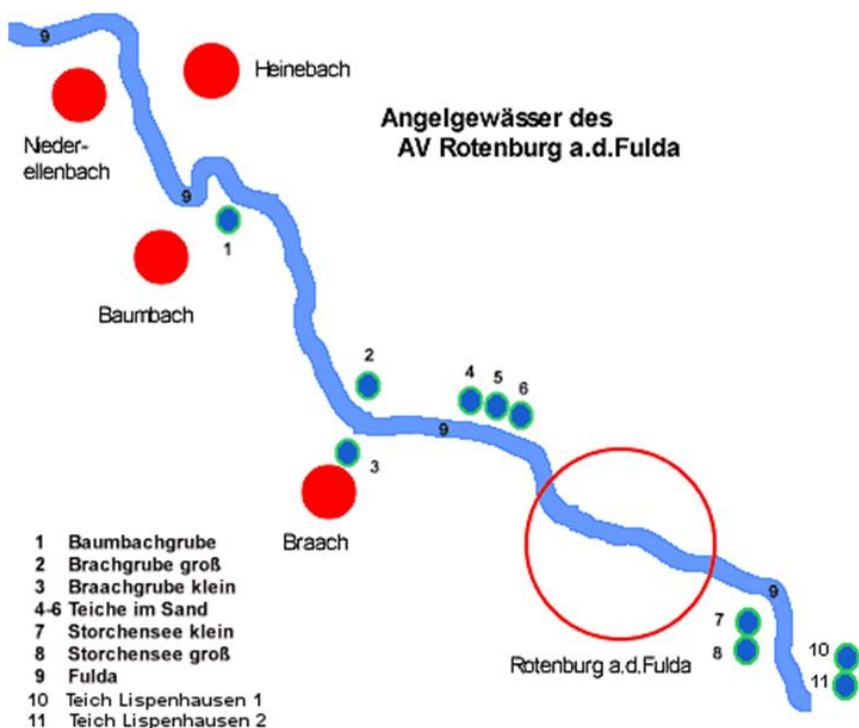 9
Heinebach
Angelgewässer des
AV Rotenburg a.d.Fulda
Nieder-
ellenbach
9
1
Baumbach
2
4 5 6
9
3
Braach
9
7
8
10
11
Rotenburg a.d.Fulda
1 Baumbachgrube
2 Brachgrube groß
3 Braachgrube klein
4-6 Teiche im Sand
7 Storchensee klein
8 Storchensee groß
9 Fulda
10 Teich Lispenhausen 1
11 Teich Lispenhausen 2